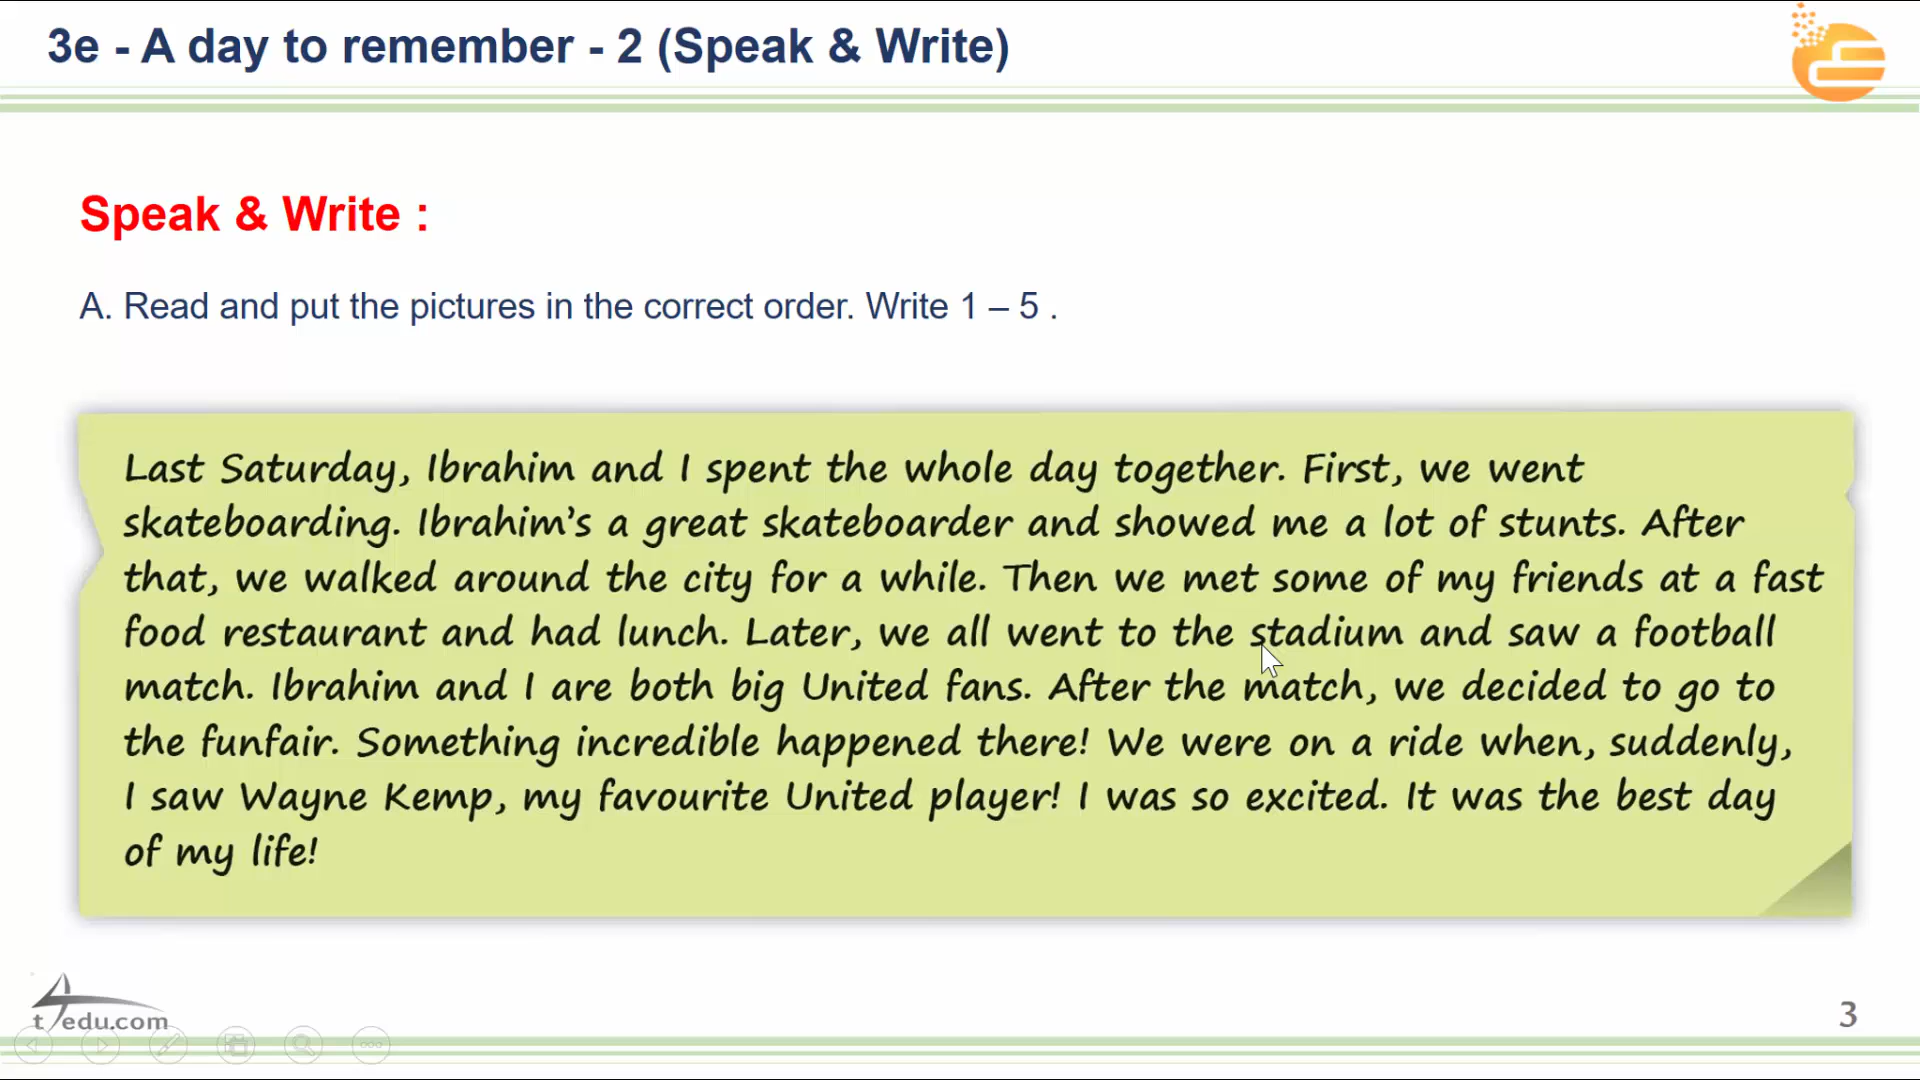 3e - A day to remember - 2 (Speak & Write)
Speak & Write :
A. Read and put the pictures in the correct order. Write 1 – 5 .
Last Saturday, Ibrahim and I spent the whole day together. First, we went
skateboarding. Ibrahim's a great skateboarder and showed me a lot of stunts. After
that, we walked around the city for a while. Then we met some of my friends at a fast
food restaurant and had lunch. Later, we all went to the stadium and saw a football
match. Ibrahim and I are both big United fans. After the match, we decided to go to
the funfair. Something incredible happened there! We were on a ride when, suddenly,
I saw Wayne Kemp, my favourite United player! I was so excited. It was the best day
of my life!
t4edu.com
3